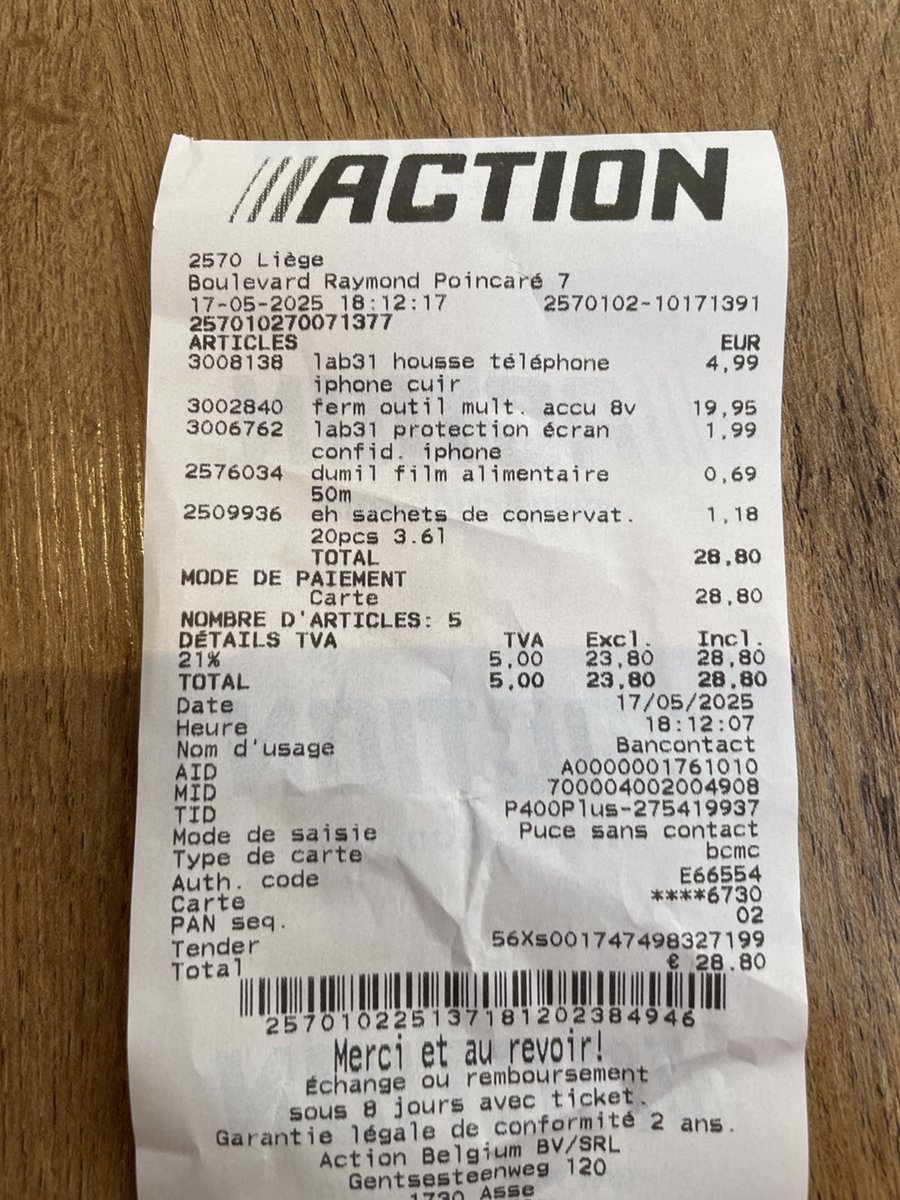 ACTION
2570 Liège
Boulevard Raymond Poincaré 7
17-05-2025 18:12:17 2570102-10171391
257010270071377
ARTICLES EUR
3008138 lab31 housse téléphone 4,99
iphone cuir
3002840 ferm outil mult. accu 8v 19,95
3006762 lab31 protection écran 1,99
confid. iphone
2576034 dumil film alimentaire 0,69
50m
2509936 eh sachets de conservat. 1,18
20pcs 3.6l
TOTAL 28,80
MODE DE PAIEMENT
Carte 28,80
NOMBRE D'ARTICLES: 5
DÉTAILS TVA TVA Excl. Incl.
21% 5,00 23,80 28,80
TOTAL 5,00 23,80 28,80
Date 17/05/2025
Heure 18:12:07
Nom d'usage Bancontact
AID A0000001761010
MID 700004002004908
TID P400Plus-275419937
Mode de saisie Puce sans contact
Type de carte bcmc
Auth. code E66554
Carte ****6730
PAN seq. 02
Tender 56Xs001747498327199
Total € 28.80
2570102251371812023 84946
Merci et au revoir!
Échange ou remboursement
sous 8 jours avec ticket.
Garantie légale de conformité 2 ans.
Action Belgium BV/SRL
Gentsesteenweg 120
1730 Asse